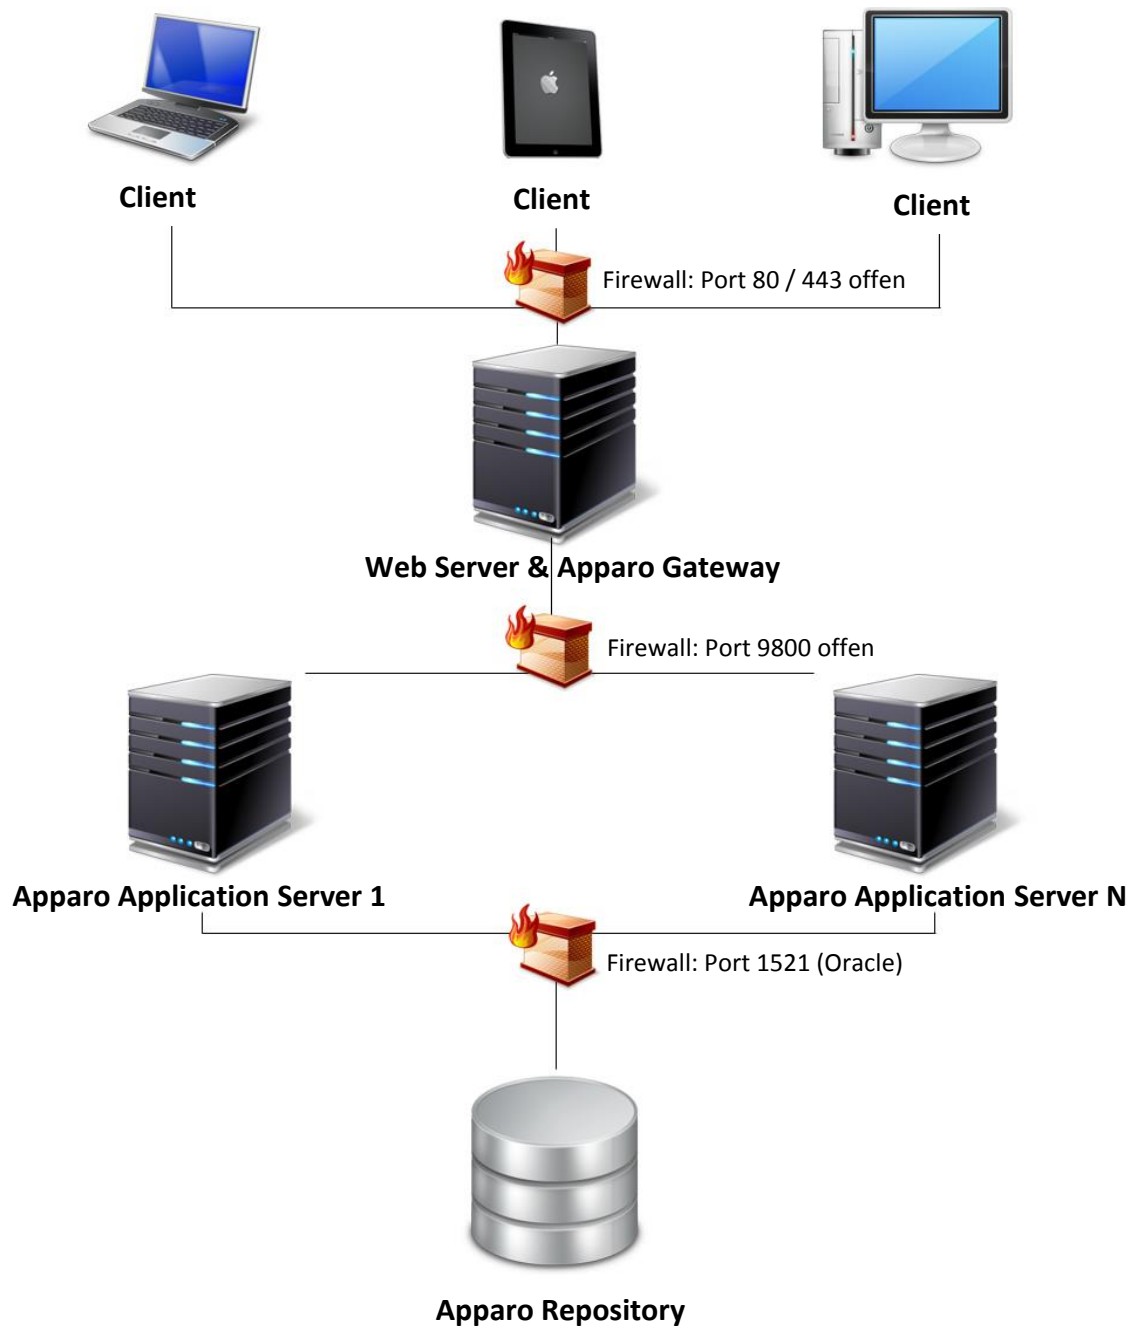 Client
Client
Client
Firewall: Port 80 / 443 offen
Web Server & Apparo Gateway
Firewall: Port 9800 offen
Apparo Application Server 1
Apparo Application Server N
Firewall: Port 1521 (Oracle)
Apparo Repository